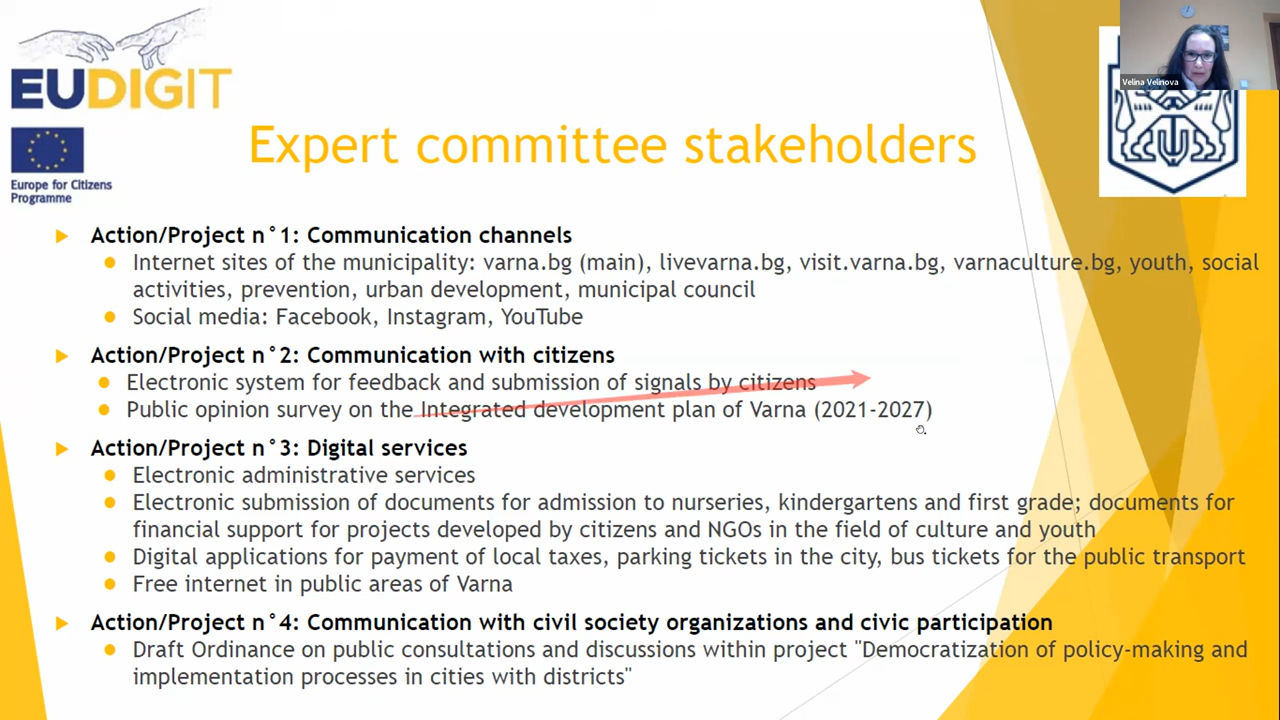 EUDIGIT
Europe for Citizens
Programme
Velina Velinova
Expert committee stakeholders
Action/Project n°1: Communication channels
Internet sites of the municipality: varna.bg (main), livevarna.bg, visit.varna.bg, varnaculture.bg, youth, social
activities, prevention, urban development, municipal council
Social media: Facebook, Instagram, YouTube
Action/Project n°2: Communication with citizens
Electronic system for feedback and submission of signals by citizens
Public opinion survey on the Integrated development plan of Varna (2021-2027)
Action/Project n°3: Digital services
Electronic administrative services
Electronic submission of documents for admission to nurseries, kindergartens and first grade; documents for
financial support for projects developed by citizens and NGOs in the field of culture and youth
Digital applications for payment of local taxes, parking tickets in the city, bus tickets for the public transport
Free internet in public areas of Varna
Action/Project n°4: Communication with civil society organizations and civic participation
Draft Ordinance on public consultations and discussions within project "Democratization of policy-making and
implementation processes in cities with districts"